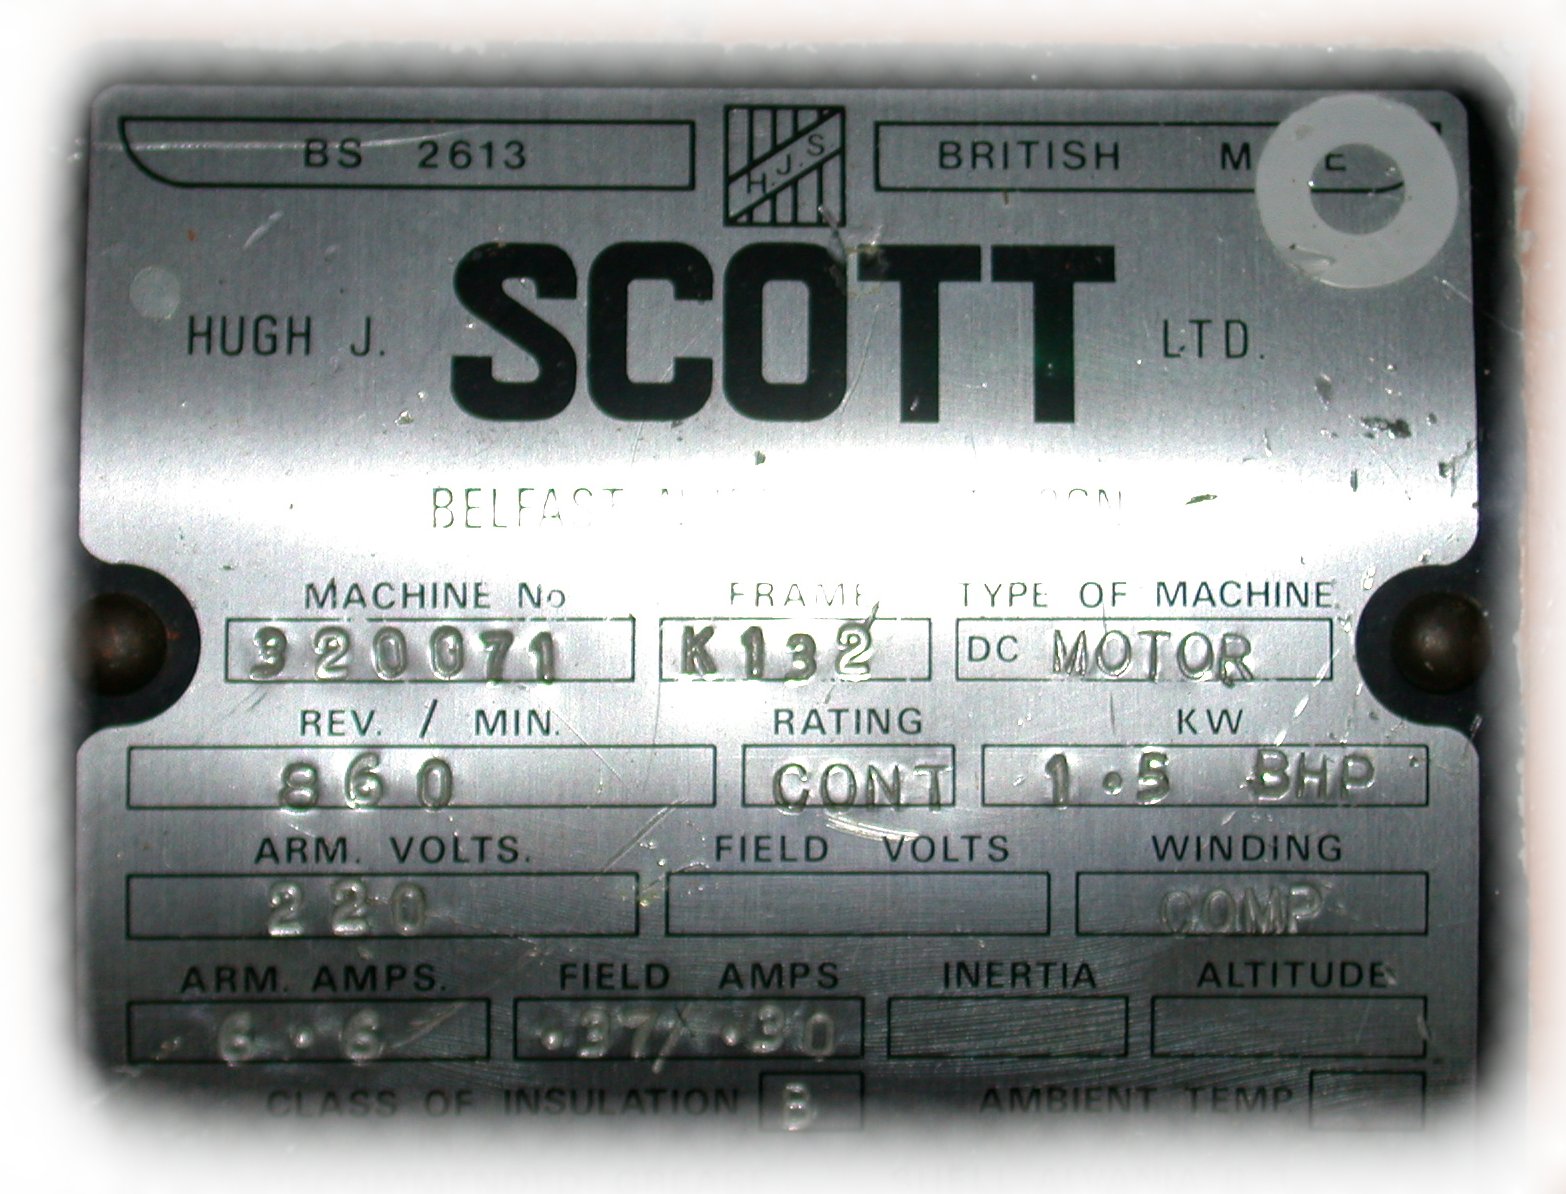 BS 2613 H.J.S BRITISH
HUGH J. SCOTT LTD.
BELFAST
MACHINE No FRAME TYPE OF MACHINE
320071 K132 DC MOTOR
REV. / MIN. RATING KW
860 CONT 1.5 BHP
ARM. VOLTS. FIELD VOLTS WINDING
220 COMP
ARM. AMPS. FIELD AMPS INERTIA ALTITUDE
6.6 .37/.30
CLASS OF INSULATION B AMBIENT TEMP